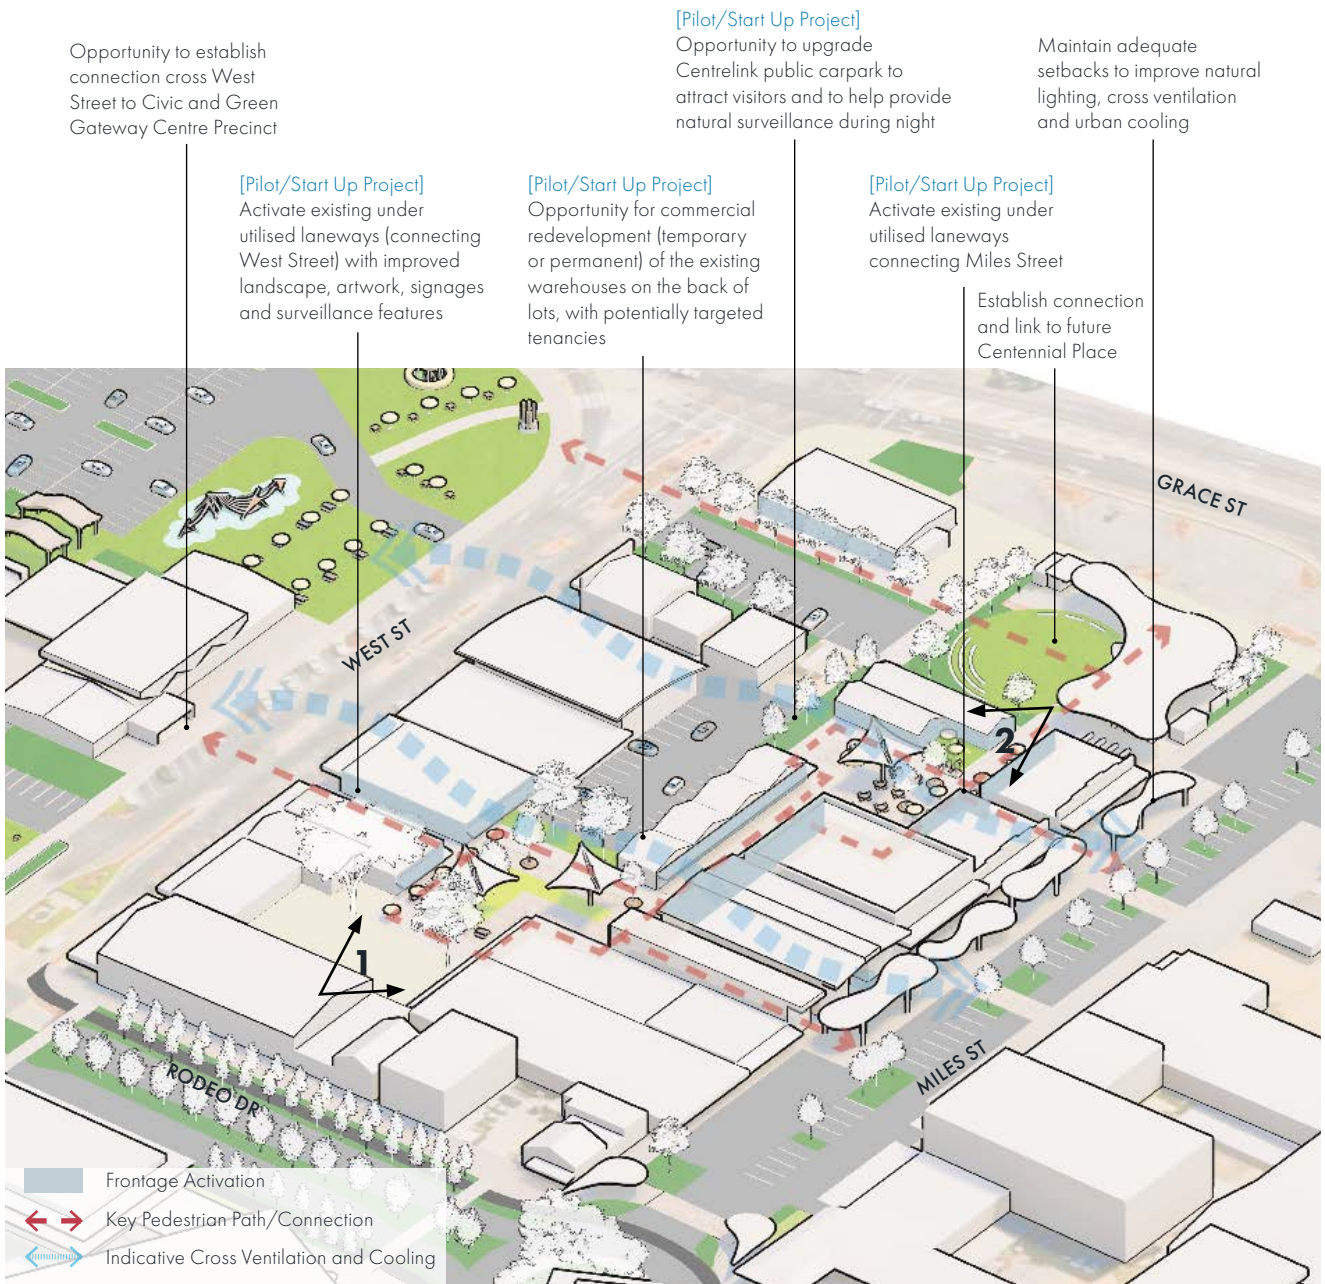 [Pilot/Start Up Project]
Opportunity to upgrade
Centrelink public carpark to
attract visitors and to help provide
natural surveillance during night
Opportunity to establish
connection cross West
Street to Civic and Green
Gateway Centre Precinct
Maintain adequate
setbacks to improve natural
lighting, cross ventilation
and urban cooling
[Pilot/Start Up Project]
Activate existing under
utilised laneways (connecting
West Street) with improved
landscape, artwork, signages
and surveillance features
[Pilot/Start Up Project]
Opportunity for commercial
redevelopment (temporary
or permanent) of the existing
warehouses on the back of
lots, with potentially targeted
tenancies
[Pilot/Start Up Project]
Activate existing under
utilised laneways
connecting Miles Street
Establish connection
and link to future
Centennial Place
GRACE ST
WEST ST
2
1
MILES ST
RODEO DR
Frontage Activation
Key Pedestrian Path/Connection
Indicative Cross Ventilation and Cooling